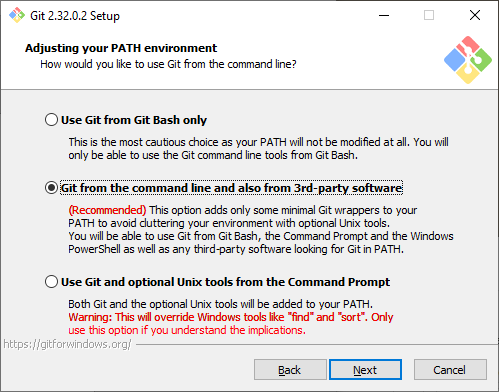 Git 2.32.0.2 Setup
Adjusting your PATH environment
How would you like to use Git from the command line?
Use Git from Git Bash only
This is the most cautious choice as your PATH will not be modified at all. You will
only be able to use the Git command line tools from Git Bash.
Git from the command line and also from 3rd-party software
(Recommended) This option adds only some minimal Git wrappers to your
PATH to avoid cluttering your environment with optional Unix tools.
You will be able to use Git from Git Bash, the Command Prompt and the Windows
PowerShell as well as any third-party software looking for Git in PATH.
Use Git and optional Unix tools from the Command Prompt
Both Git and the optional Unix tools will be added to your PATH.
Warning: This will override Windows tools like "find" and "sort". Only
use this option if you understand the implications.
https://gitforwindows.org/
Back
Next
Cancel